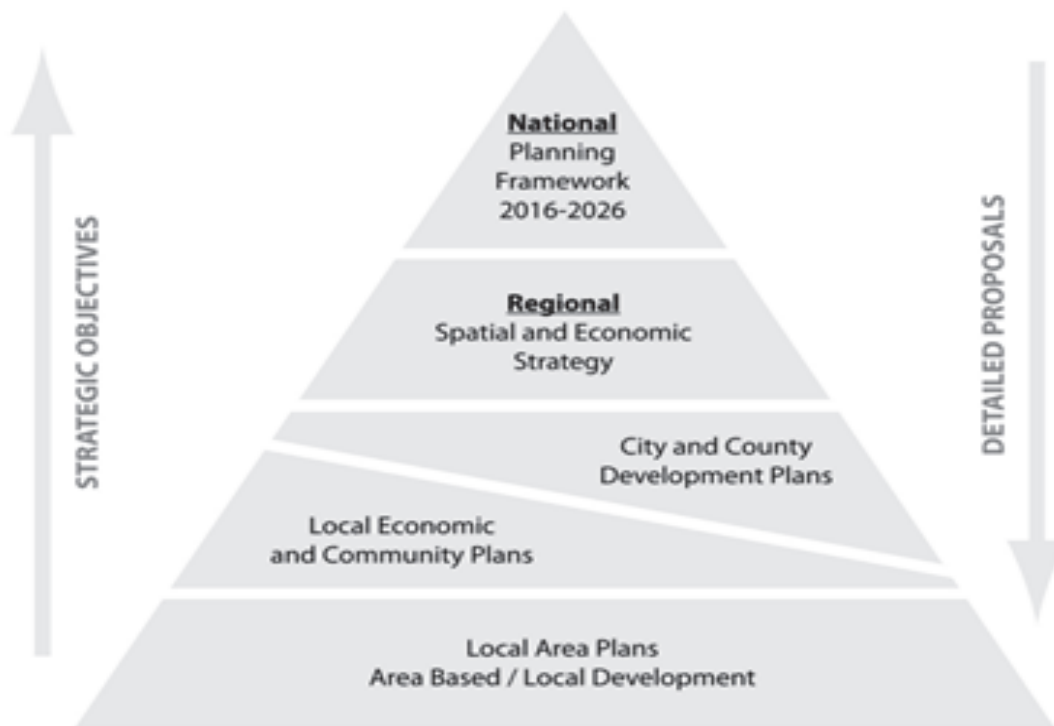 National
Planning
Framework
2016-2026
STRATEGIC OBJECTIVES
DETAILED PROPOSALS
Regional
Spatial and Economic
Strategy
City and County
Development Plans
Local Economic
and Community Plans
Local Area Plans
Area Based / Local Development